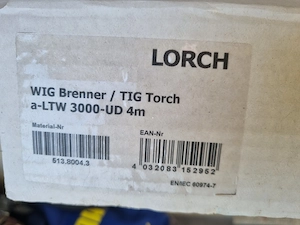 LORCH
WIG Brenner / TIG Torch
a-LTW 3000-UD 4m
Material-Nr
EAN-Nr
513.8004.3
4 032083 152952
EN/IEC 60974-7